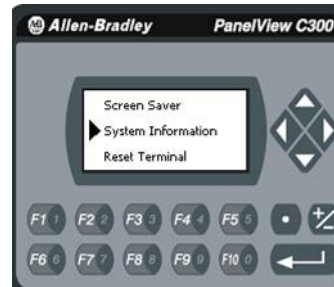 AB Allen-Bradley PanelView C300
Screen Saver
System Information
Reset Terminal
F1 1 F2 2 F3 3 F4 4 F5 5 • +/-
F6 6 F7 7 F8 8 F9 9 F10 0